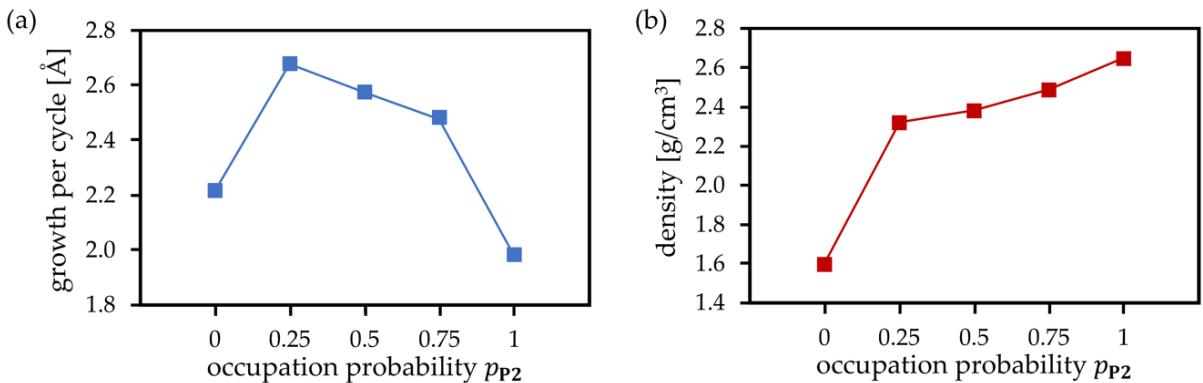 (a)
growth per cycle [Å]
2.8
2.6
2.4
2.2
2.0
1.8
0 0.25 0.5 0.75 1
occupation probability pP2
(b)
density [g/cm³]
2.8
2.6
2.4
2.2
2.0
1.8
1.6
1.4
0 0.25 0.5 0.75 1
occupation probability pP2